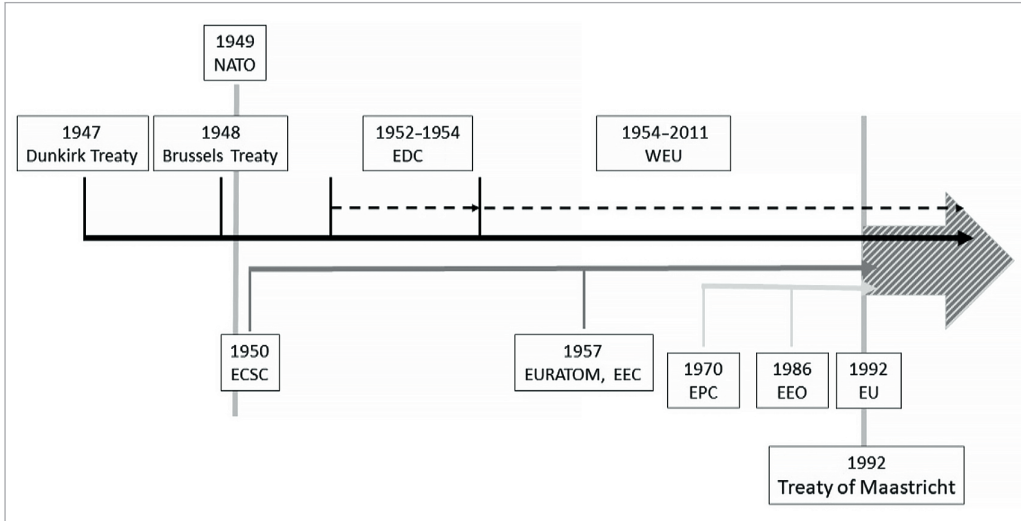 1949
NATO
1947
Dunkirk Treaty
1948
Brussels Treaty
1952–1954
EDC
1954–2011
WEU
1950
ECSC
1957
EURATOM, EEC
1970
EPC
1986
EEO
1992
EU
1992
Treaty of Maastricht